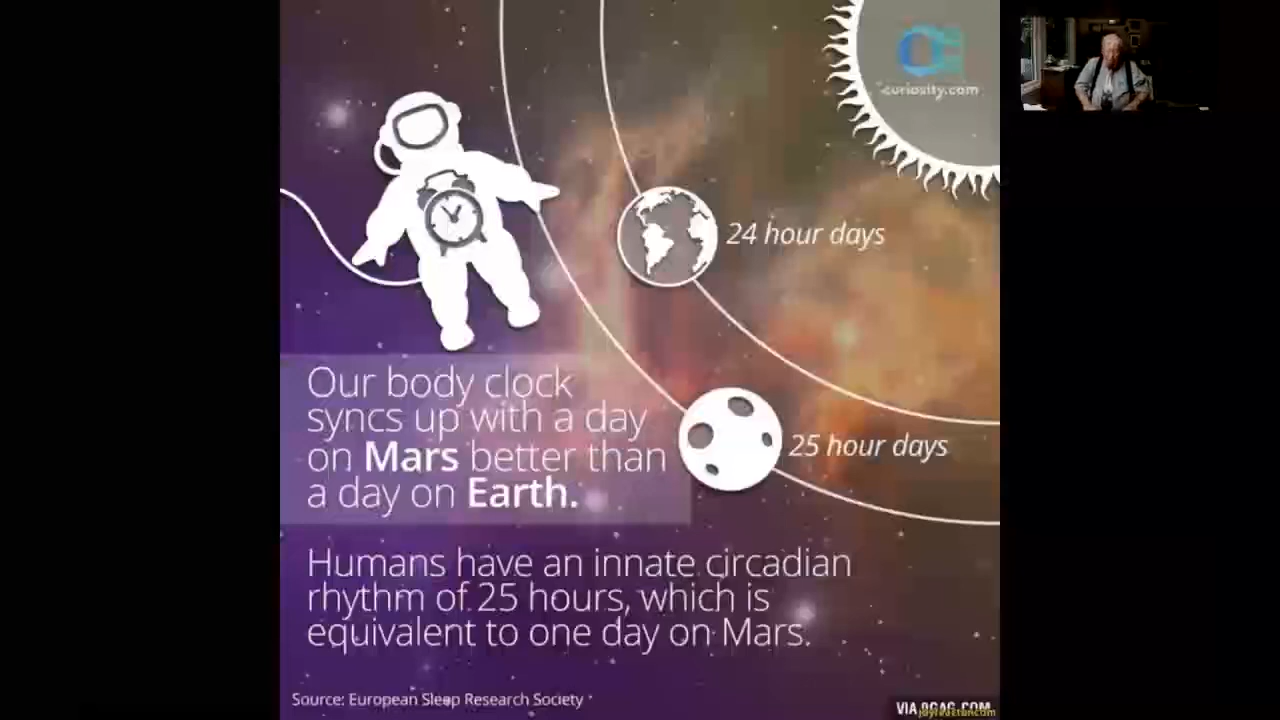 curiosity.com
24 hour days
25 hour days
Our body clock
syncs up with a day
on Mars better than
a day on Earth.
Humans have an innate circadian
rhythm of 25 hours, which is
equivalent to one day on Mars.
Source: European Sleep Research Society
VIA 9GAG.COM
joyreactor.com